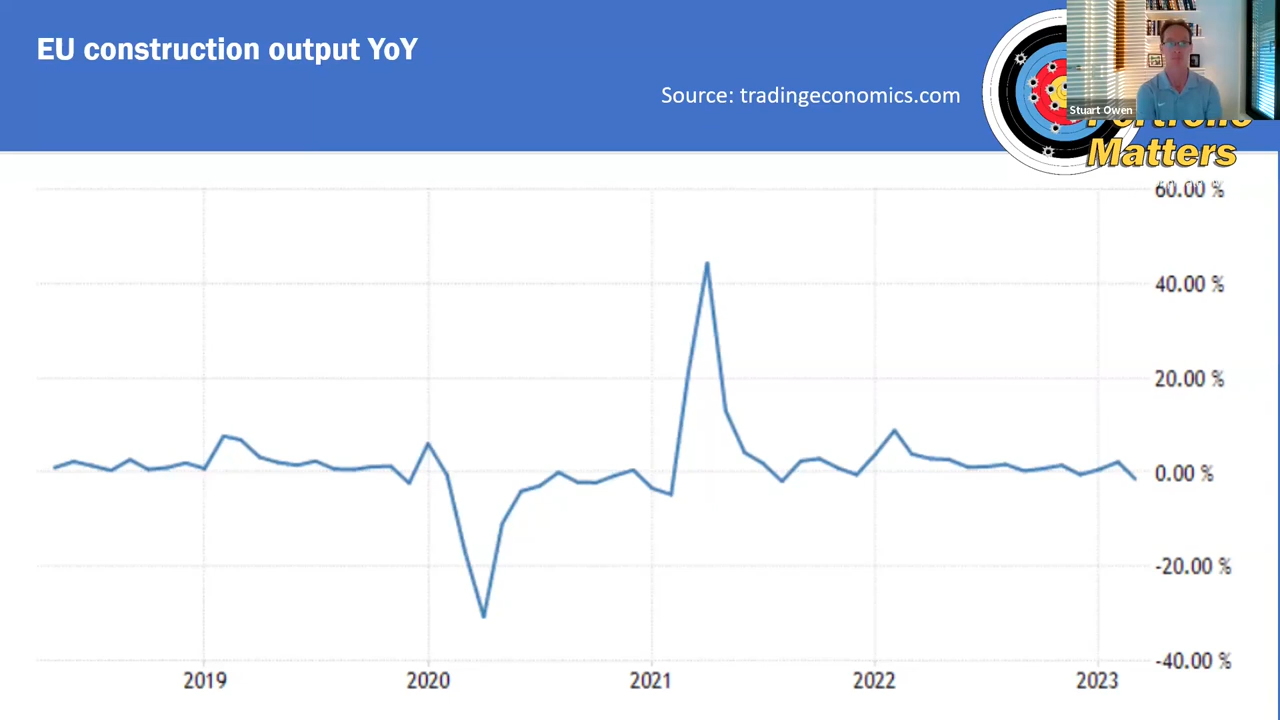 EU construction output YoY
Source: tradingeconomics.com
Stuart Owen
Matters
60.00 %
40.00 %
20.00 %
0.00 %
-20.00 %
-40.00 %
2019
2020
2021
2022
2023